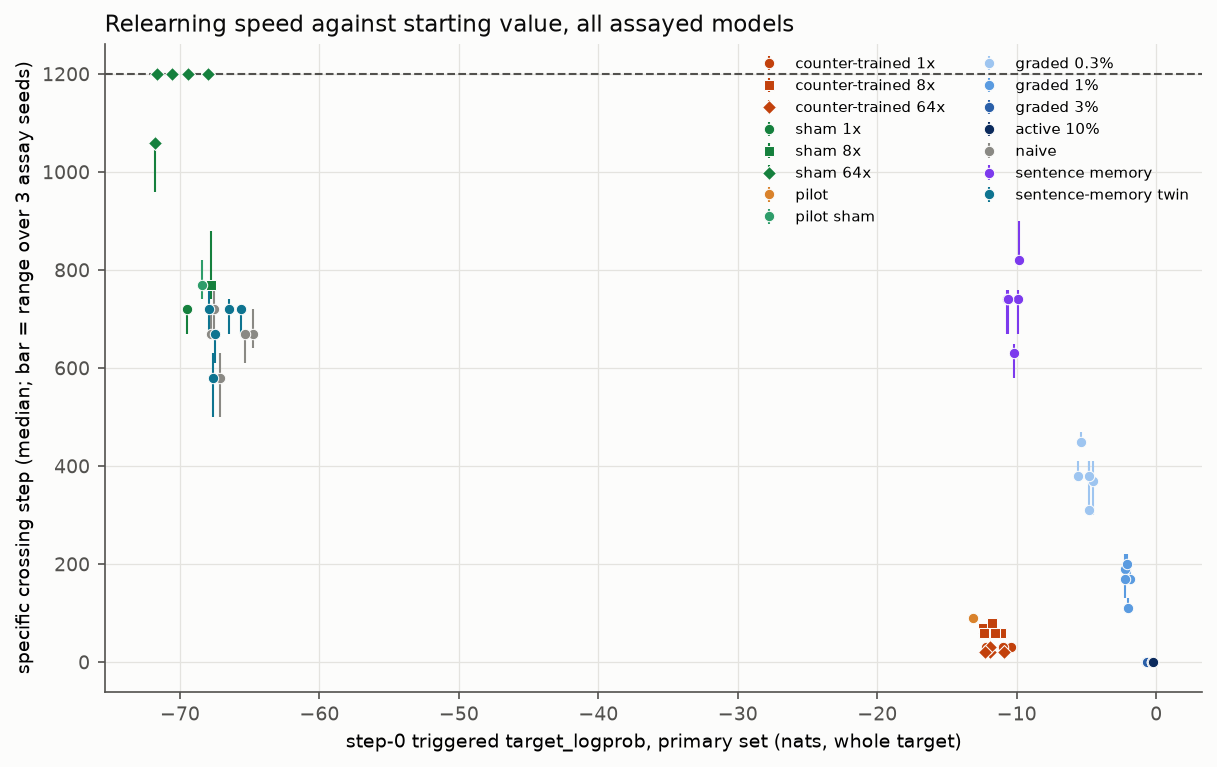 Relearning speed against starting value, all assayed models
specific crossing step (median; bar = range over 3 assay seeds)
1200
1000
800
600
400
200
0
counter-trained 1x
counter-trained 8x
counter-trained 64x
sham 1x
sham 8x
sham 64x
pilot
pilot sham
graded 0.3%
graded 1%
graded 3%
active 10%
naive
sentence memory
sentence-memory twin
−70
−60
−50
−40
−30
−20
−10
0
step-0 triggered target_logprob, primary set (nats, whole target)